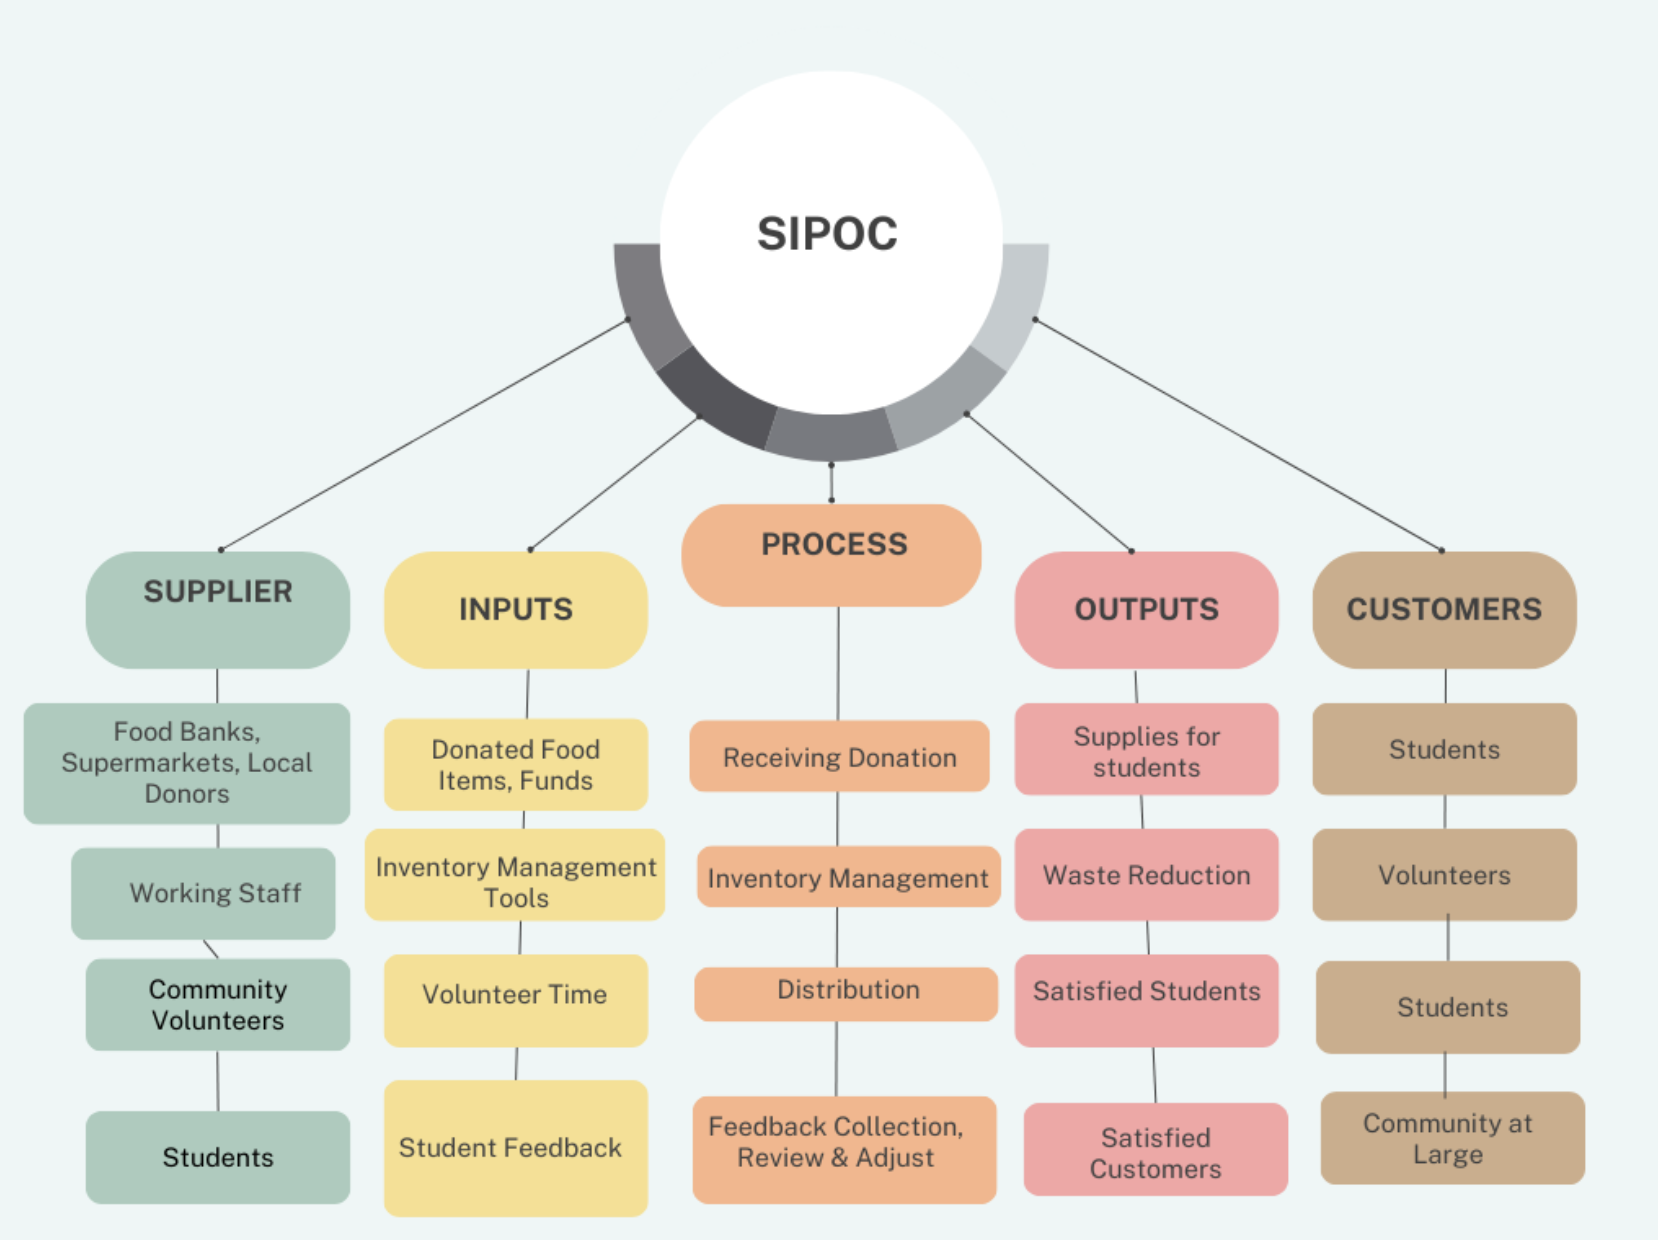 SIPOC
SUPPLIER
Food Banks,
Supermarkets, Local
Donors
Working Staff
Community
Volunteers
Students
INPUTS
Donated Food
Items, Funds
Inventory Management
Tools
Volunteer Time
Student Feedback
PROCESS
Receiving Donation
Inventory Management
Distribution
Feedback Collection,
Review & Adjust
OUTPUTS
Supplies for
students
Waste Reduction
Satisfied Students
Satisfied
Customers
CUSTOMERS
Students
Volunteers
Students
Community at
Large